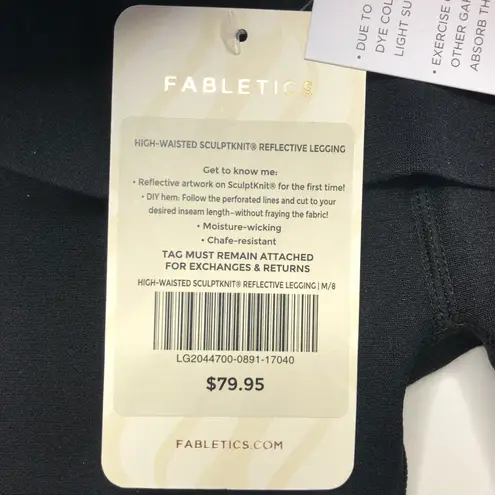 FABLETICS
HIGH-WAISTED SCULPTKNIT® REFLECTIVE LEGGING
Get to know me:
• Reflective artwork on SculptKnit® for the first time!
• DIY hem: Follow the perforated lines and cut to your
desired inseam length–without fraying the fabric!
• Moisture-wicking
• Chafe-resistant
TAG MUST REMAIN ATTACHED
FOR EXCHANGES & RETURNS
HIGH-WAISTED SCULPTKNIT® REFLECTIVE LEGGING | M/8
LG2044700-0891-17040
$79.95
FABLETICS.COM
• DUE TO
DYE COL
LIGHT SU
• EXERCISE
OTHER GAR
ABSORB TH